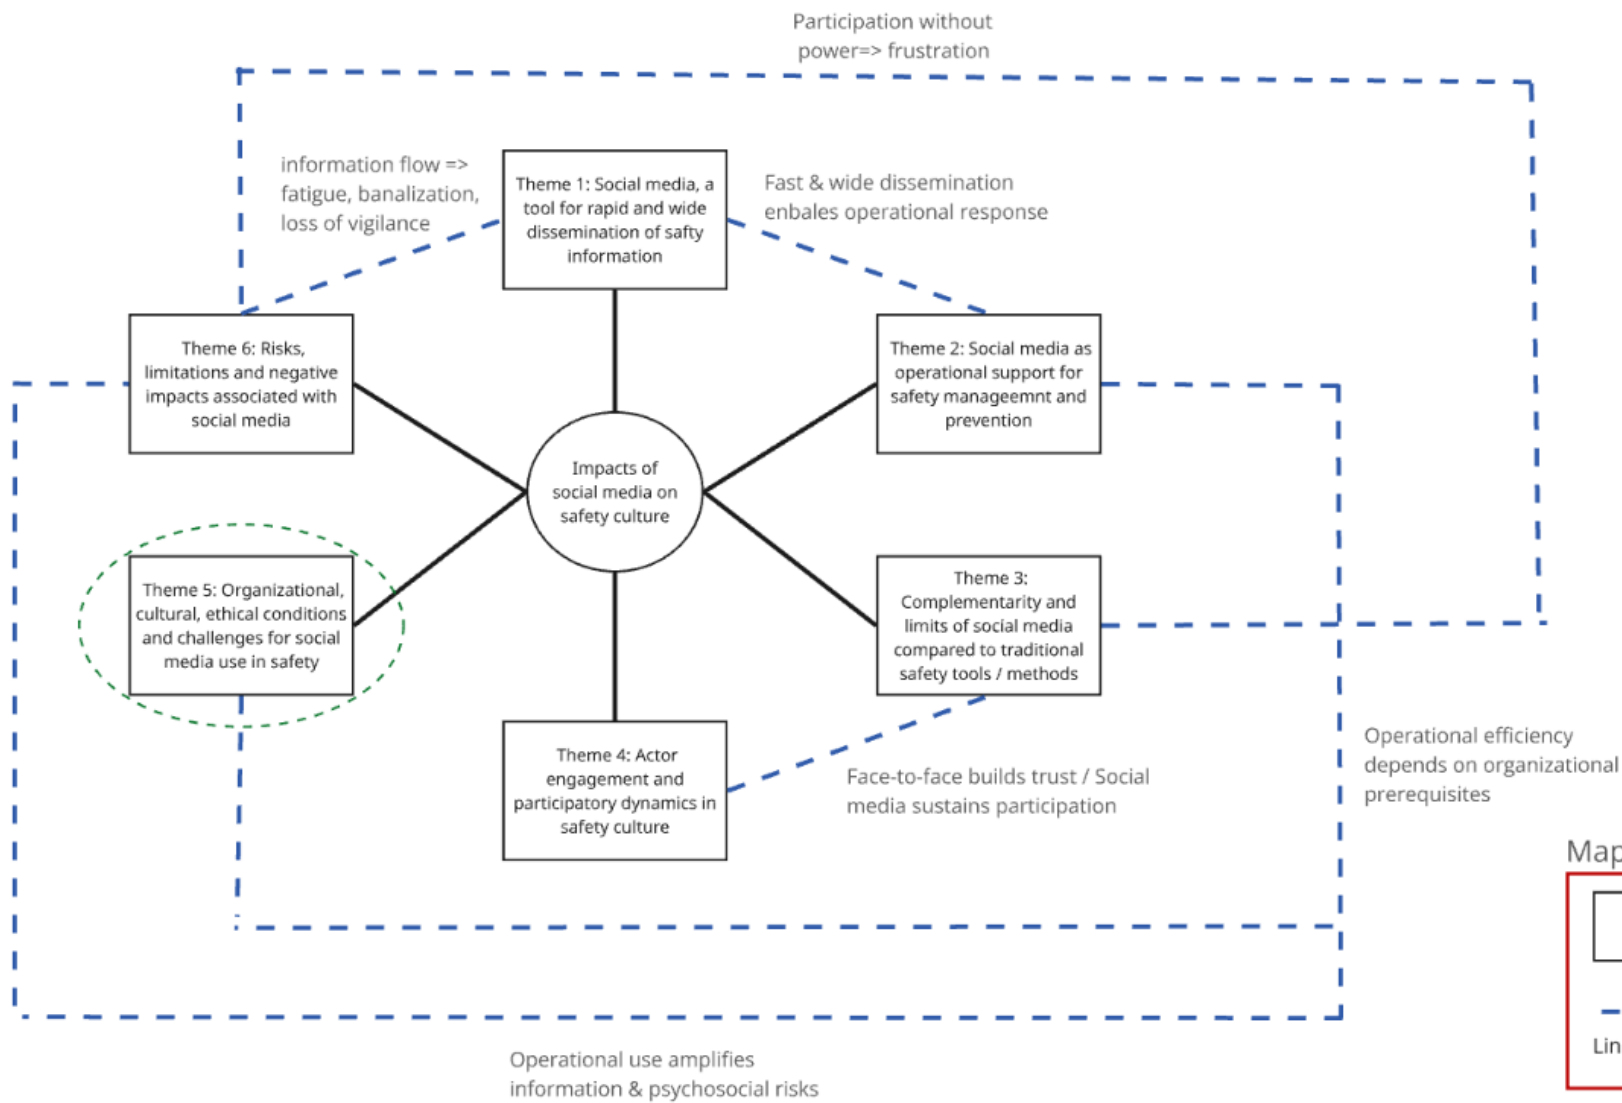 Participation without
power=> frustration
information flow =>
fatigue, banalization,
loss of vigilance
Theme 1: Social media, a
tool for rapid and wide
dissemination of safty
information
Fast & wide dissemination
enbales operational response
Theme 6: Risks,
limitations and negative
impacts associated with
social media
Theme 2: Social media as
operational support for
safety manageemnt and
prevention
Impacts of
social media on
safety culture
Theme 5: Organizational,
cultural, ethical conditions
and challenges for social
media use in safety
Theme 3:
Complementarity and
limits of social media
compared to traditional
safety tools / methods
Theme 4: Actor
engagement and
participatory dynamics in
safety culture
Face-to-face builds trust / Social
media sustains participation
Operational efficiency
depends on organizational
prerequisites
Map
Lin
Operational use amplifies
information & psychosocial risks